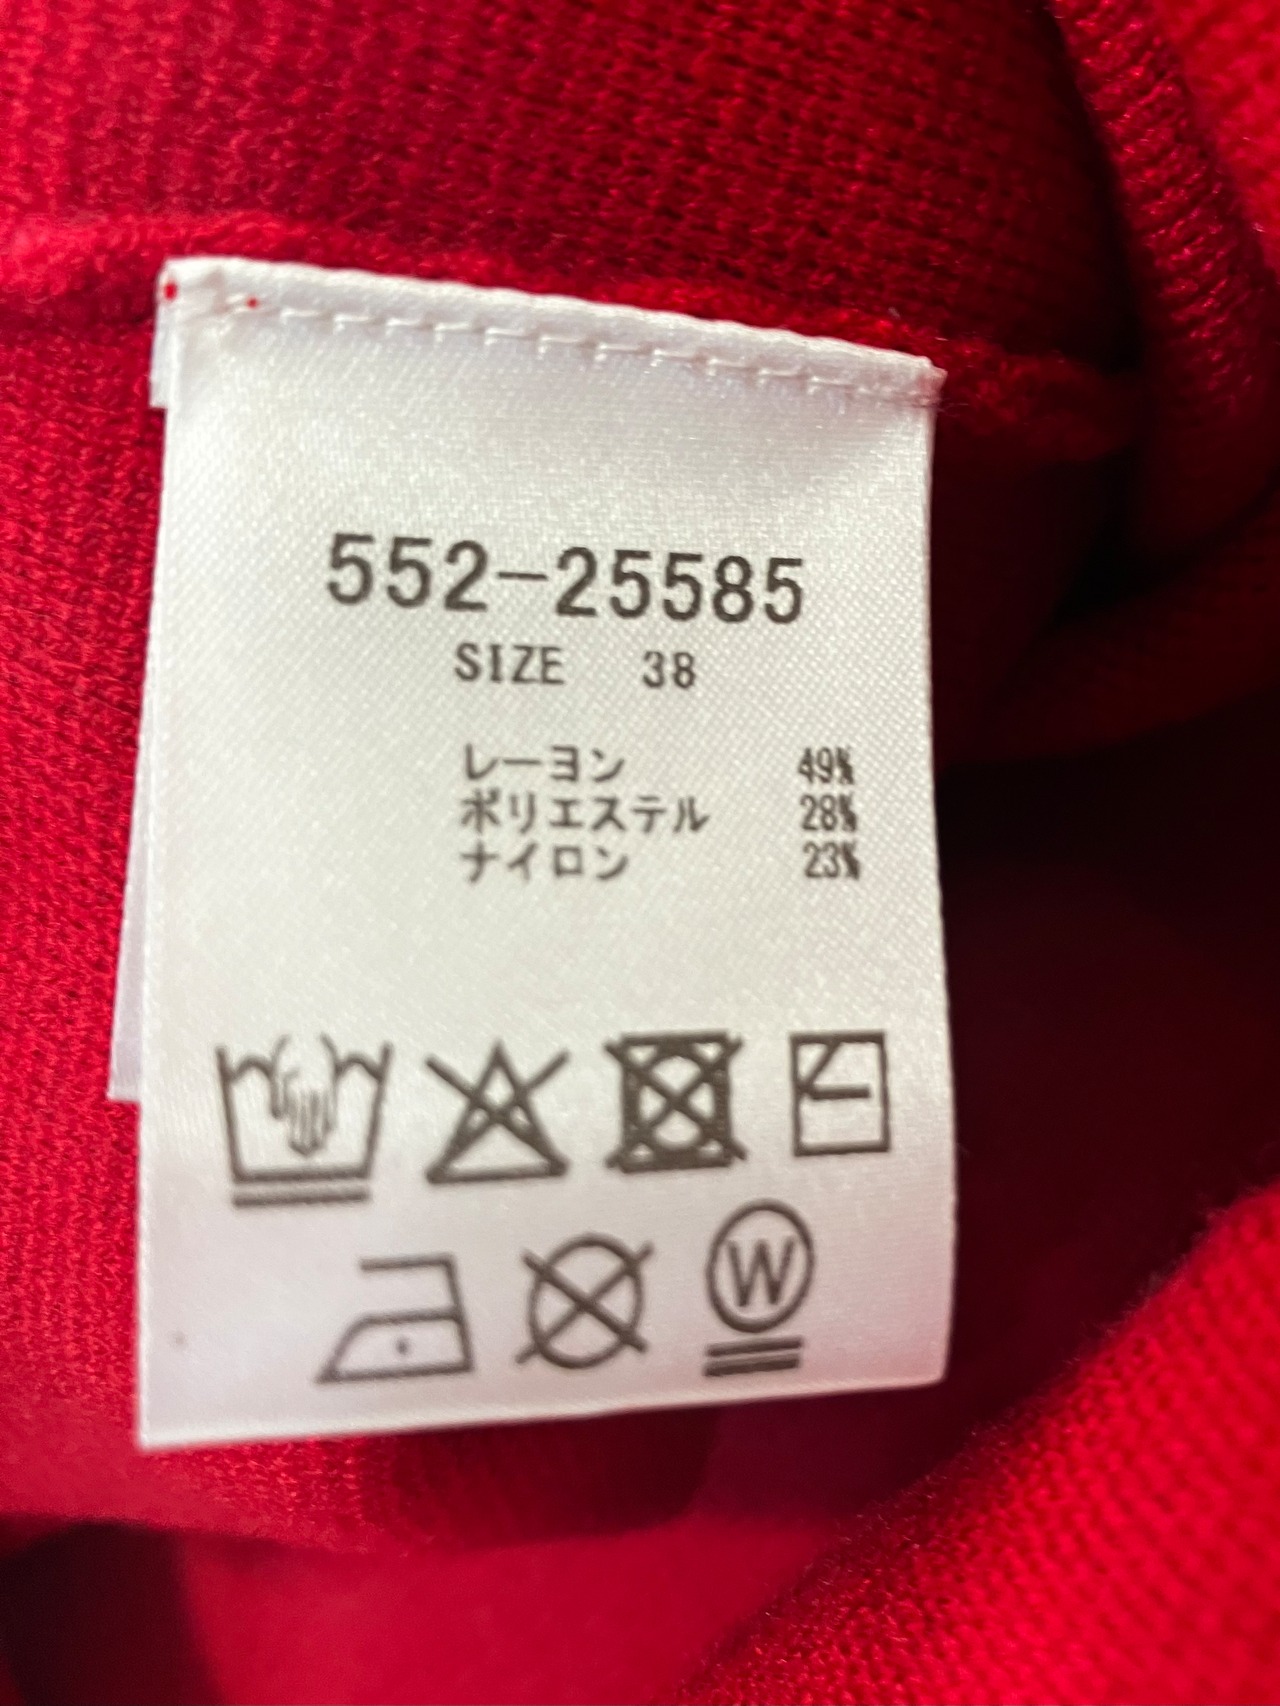 552-25585
SIZE 38
レーヨン 49%
ポリエステル 28%
ナイロン 23%
W